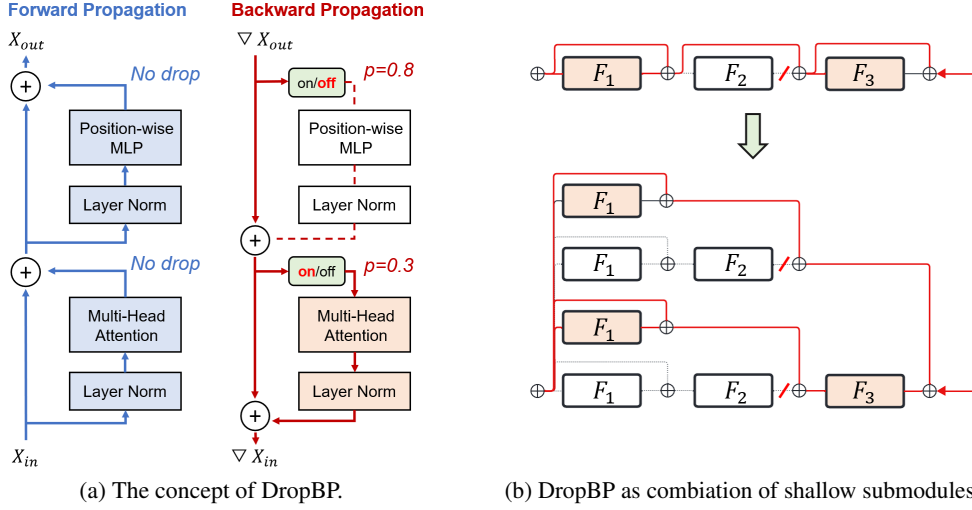 Forward Propagation
X_out
No drop
+
Position-wise
MLP
Layer Norm
No drop
+
Multi-Head
Attention
Layer Norm
X_in
Backward Propagation
▽ X_out
on/off
p=0.8
Position-wise
MLP
Layer Norm
+
on/off
p=0.3
Multi-Head
Attention
Layer Norm
+
▽ X_in
(a) The concept of DropBP.
F_1
F_2
F_3
F_1
F_1
F_2
F_1
F_1
F_2
F_3
(b) DropBP as combiation of shallow submodules